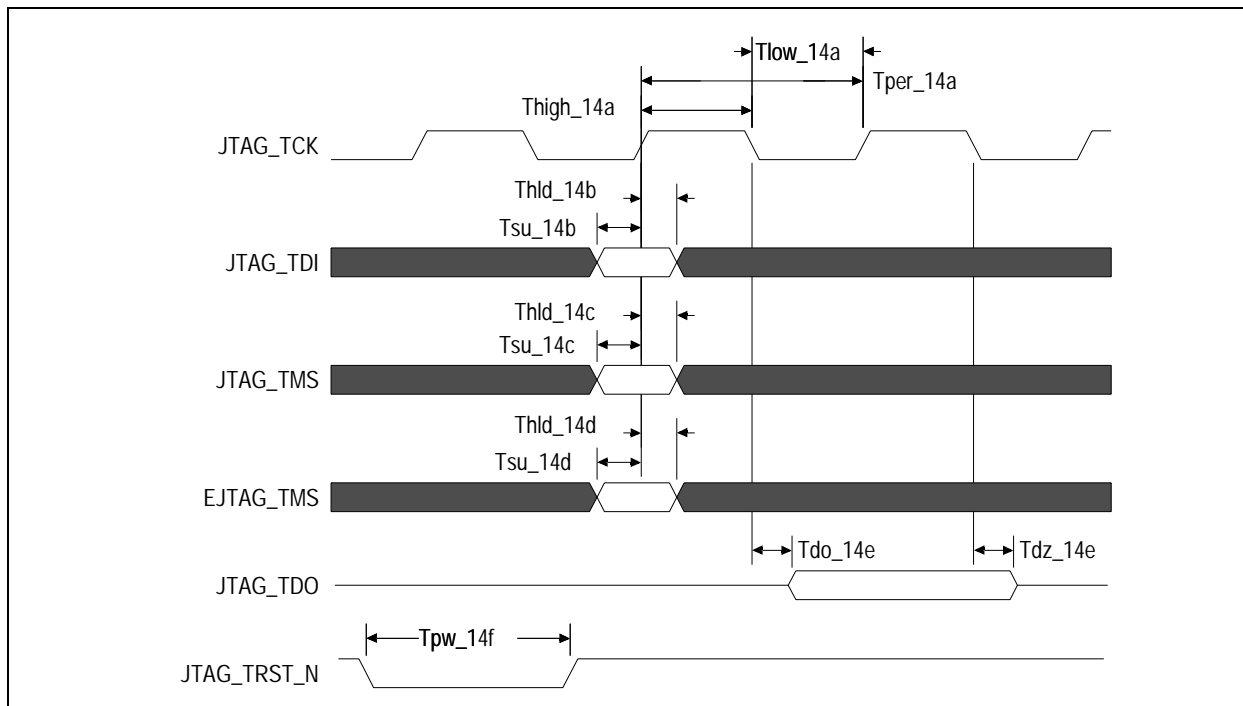 Tlow_14a
Tper_14a
Thigh_14a
JTAG_TCK
Thld_14b
Tsu_14b
JTAG_TDI
Thld_14c
Tsu_14c
JTAG_TMS
Thld_14d
Tsu_14d
EJTAG_TMS
Tdo_14e
Tdz_14e
JTAG_TDO
Tpw_14f
JTAG_TRST_N